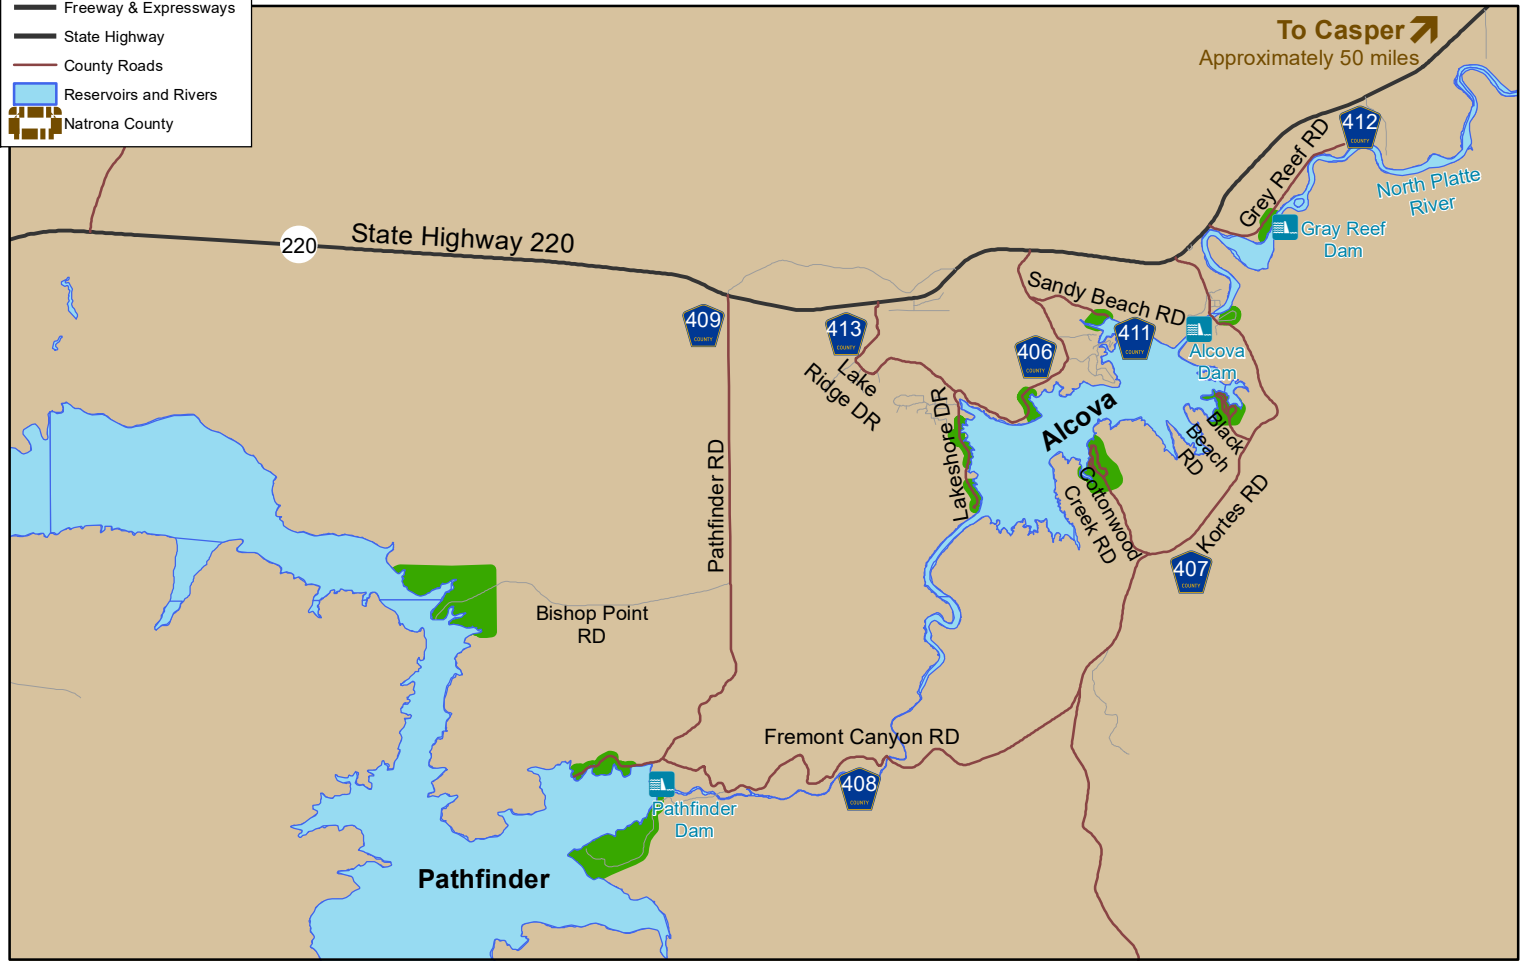 Freeway & Expressways
State Highway
County Roads
Reservoirs and Rivers
Natrona County
To Casper
Approximately 50 miles
412
COUNTY
Grey Reef RD
North Platte
River
Gray Reef
Dam
220
State Highway 220
Sandy Beach RD
409
COUNTY
413
COUNTY
411
COUNTY
406
COUNTY
Alcova
Dam
Lake
Ridge DR
Lakeshore DR
Alcova
Black
Beach
RD
Pathfinder RD
Cottonwood
Creek RD
Kortes RD
407
COUNTY
Bishop Point
RD
Fremont Canyon RD
408
COUNTY
Pathfinder
Dam
Pathfinder